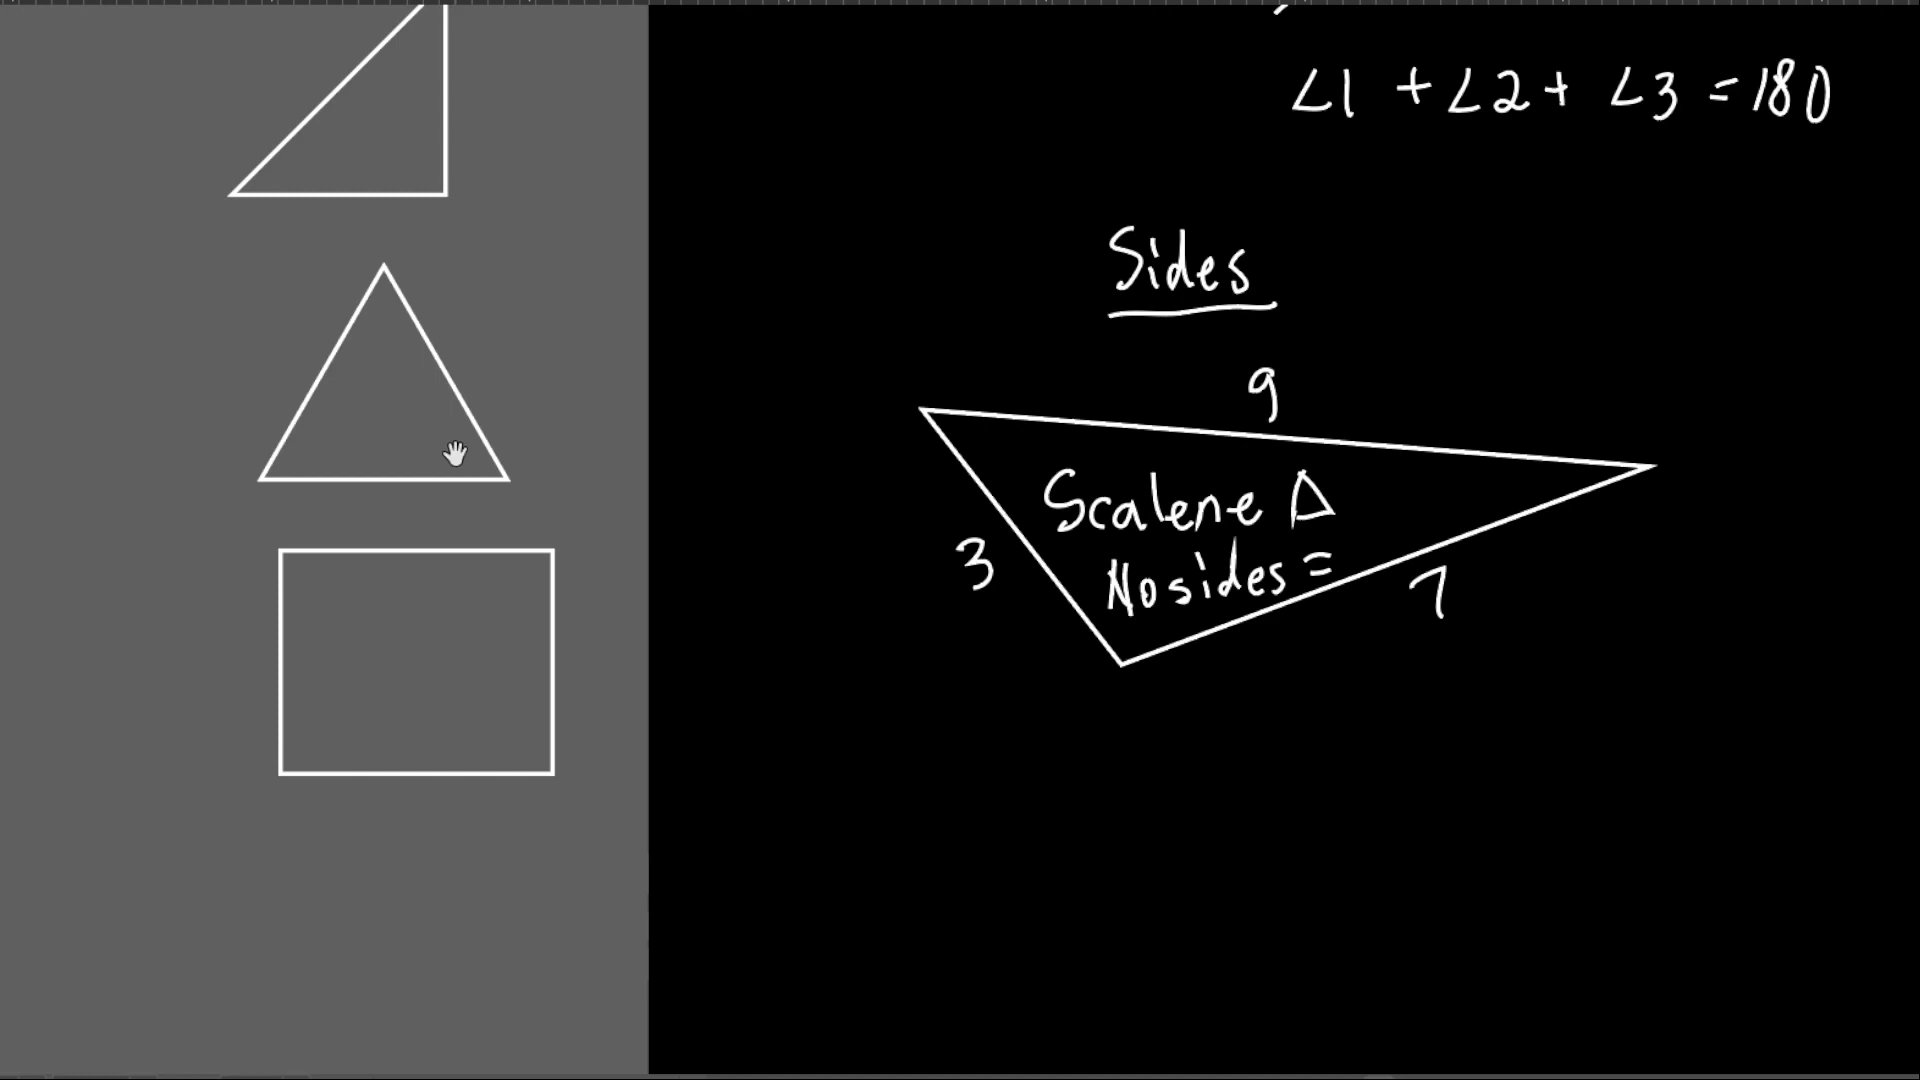 ∠1 + ∠2 + ∠3 = 180
Sides
9
Scalene △
3
No sides =
7